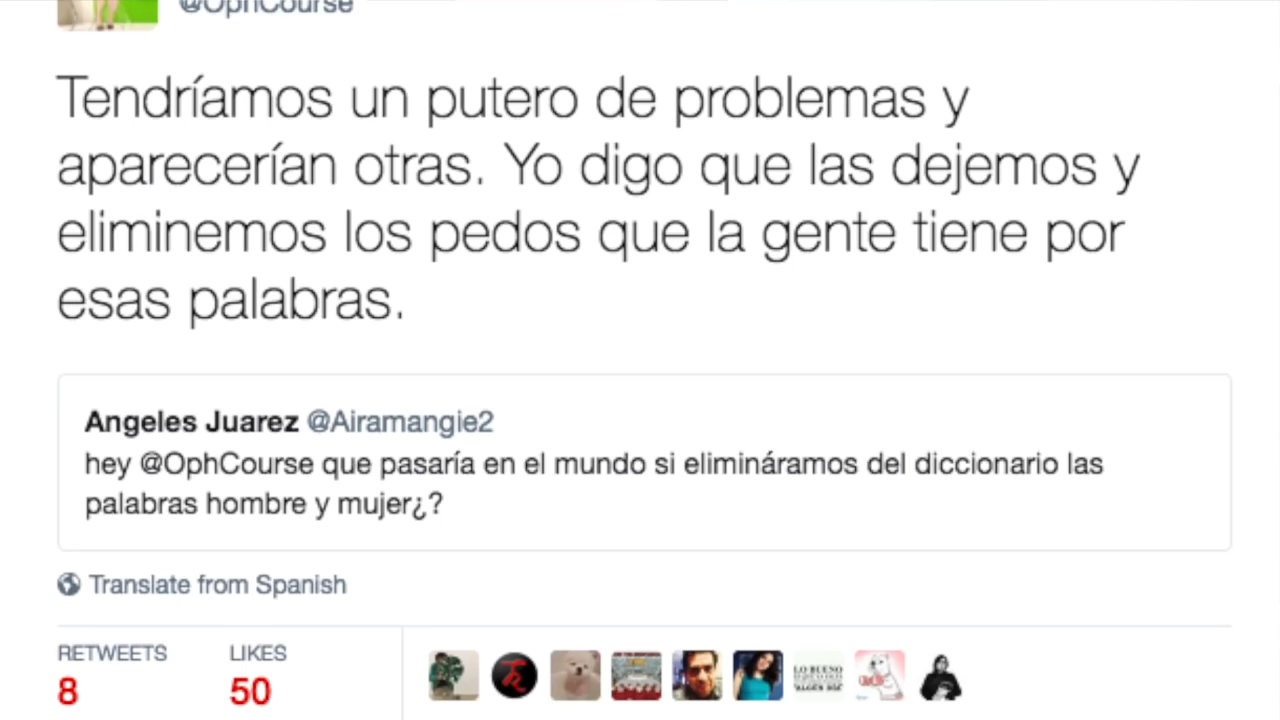 @OphCourse
Tendríamos un putero de problemas y
aparecerían otras. Yo digo que las dejemos y
eliminemos los pedos que la gente tiene por
esas palabras.
Angeles Juarez @Airamangie2
hey @OphCourse que pasaría en el mundo si elimináramos del diccionario las
palabras hombre y mujer¿?
Translate from Spanish
RETWEETS LIKES
8 50
LO BUENO